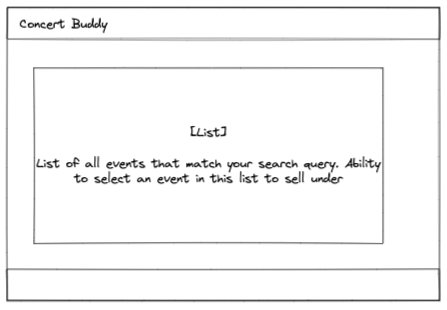 Concert Buddy
[List]
List of all events that match your search query. Ability
to select an event in this list to sell under